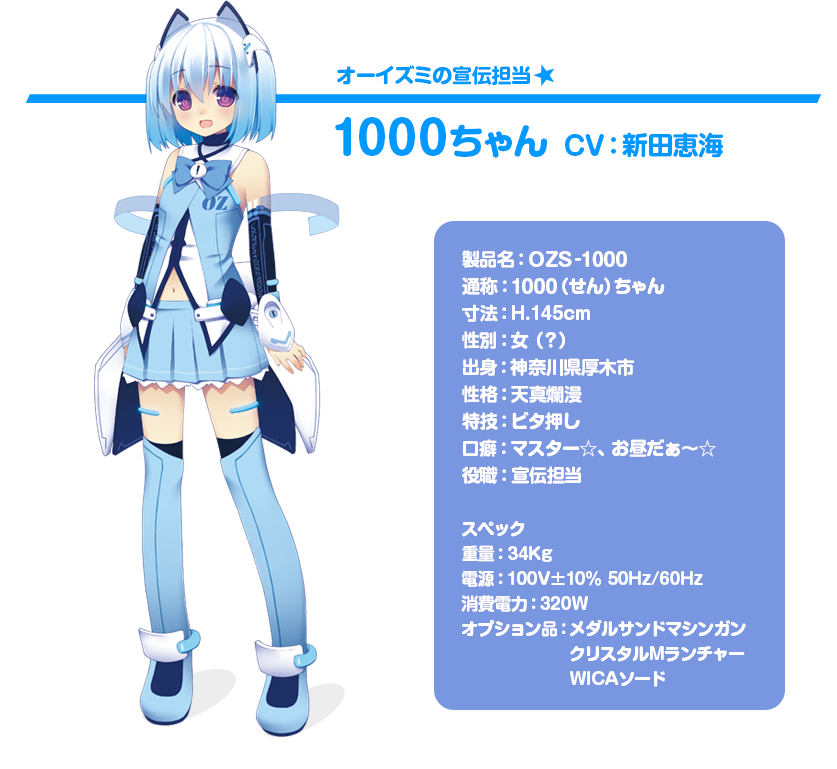 オーイズミの宣伝担当★
1000ちゃん CV:新田恵海
OZ
製品名:OZS-1000
通称:1000(せん)ちゃん
寸法:H.145cm
性別:女(?)
出身:神奈川県厚木市
性格:天真爛漫
特技:ビタ押し
口癖:マスター☆、お昼だぁ~☆
役職:宣伝担当
スペック
重量:34Kg
電源:100V±10% 50Hz/60Hz
消費電力:320W
オプション品:メダルサンドマシンガン
クリスタルMランチャー
WICAソード